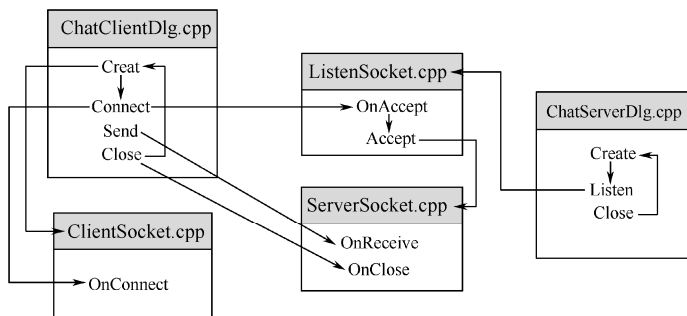 ChatClientDlg.cpp
Creat
Connect
Send
Close
ClientSocket.cpp
OnConnect
ListenSocket.cpp
OnAccept
Accept
ServerSocket.cpp
OnReceive
OnClose
ChatServerDlg.cpp
Create
Listen
Close